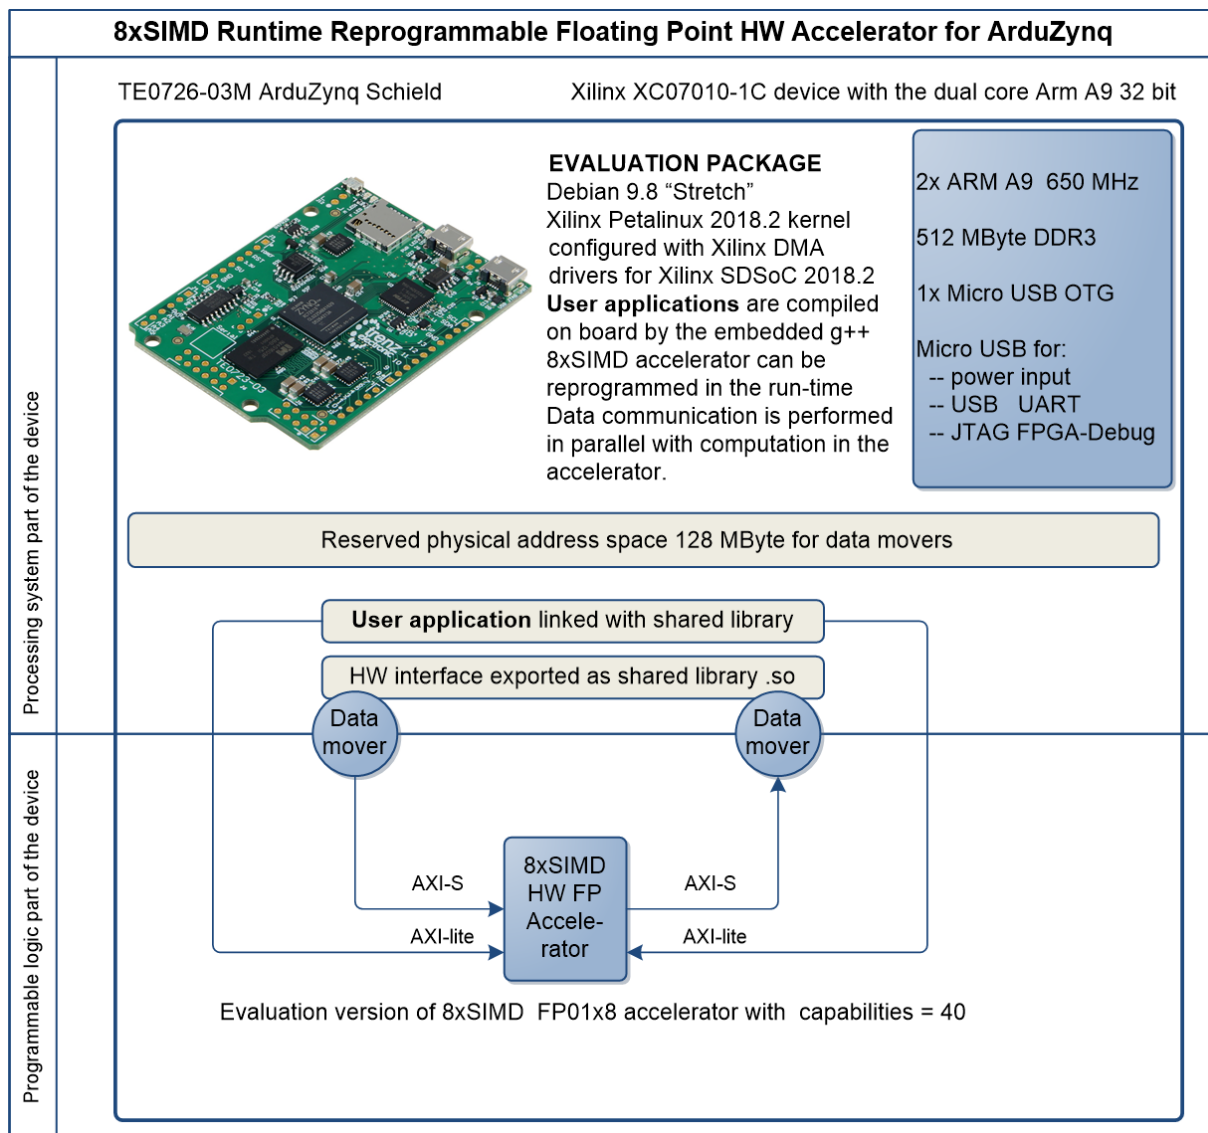 8xSIMD Runtime Reprogrammable Floating Point HW Accelerator for ArduZynq
TE0726-03M ArduZynq Schield
Xilinx XC07010-1C device with the dual core Arm A9 32 bit
EVALUATION PACKAGE
Debian 9.8 “Stretch”
Xilinx Petalinux 2018.2 kernel
configured with Xilinx DMA
drivers for Xilinx SDSoC 2018.2
User applications are compiled
on board by the embedded g++
8xSIMD accelerator can be
reprogrammed in the run-time
Data communication is performed
in parallel with computation in the
accelerator.
2x ARM A9 650 MHz
512 MByte DDR3
1x Micro USB OTG
Micro USB for:
-- power input
-- USB UART
-- JTAG FPGA-Debug
TE0723-03
Processing system part of the device
Reserved physical address space 128 MByte for data movers
User application linked with shared library
HW interface exported as shared library .so
Data
mover
Data
mover
Programmable logic part of the device
8xSIMD
HW FP
Accele-
rator
AXI-S
AXI-S
AXI-lite
AXI-lite
Evaluation version of 8xSIMD FP01x8 accelerator with capabilities = 40